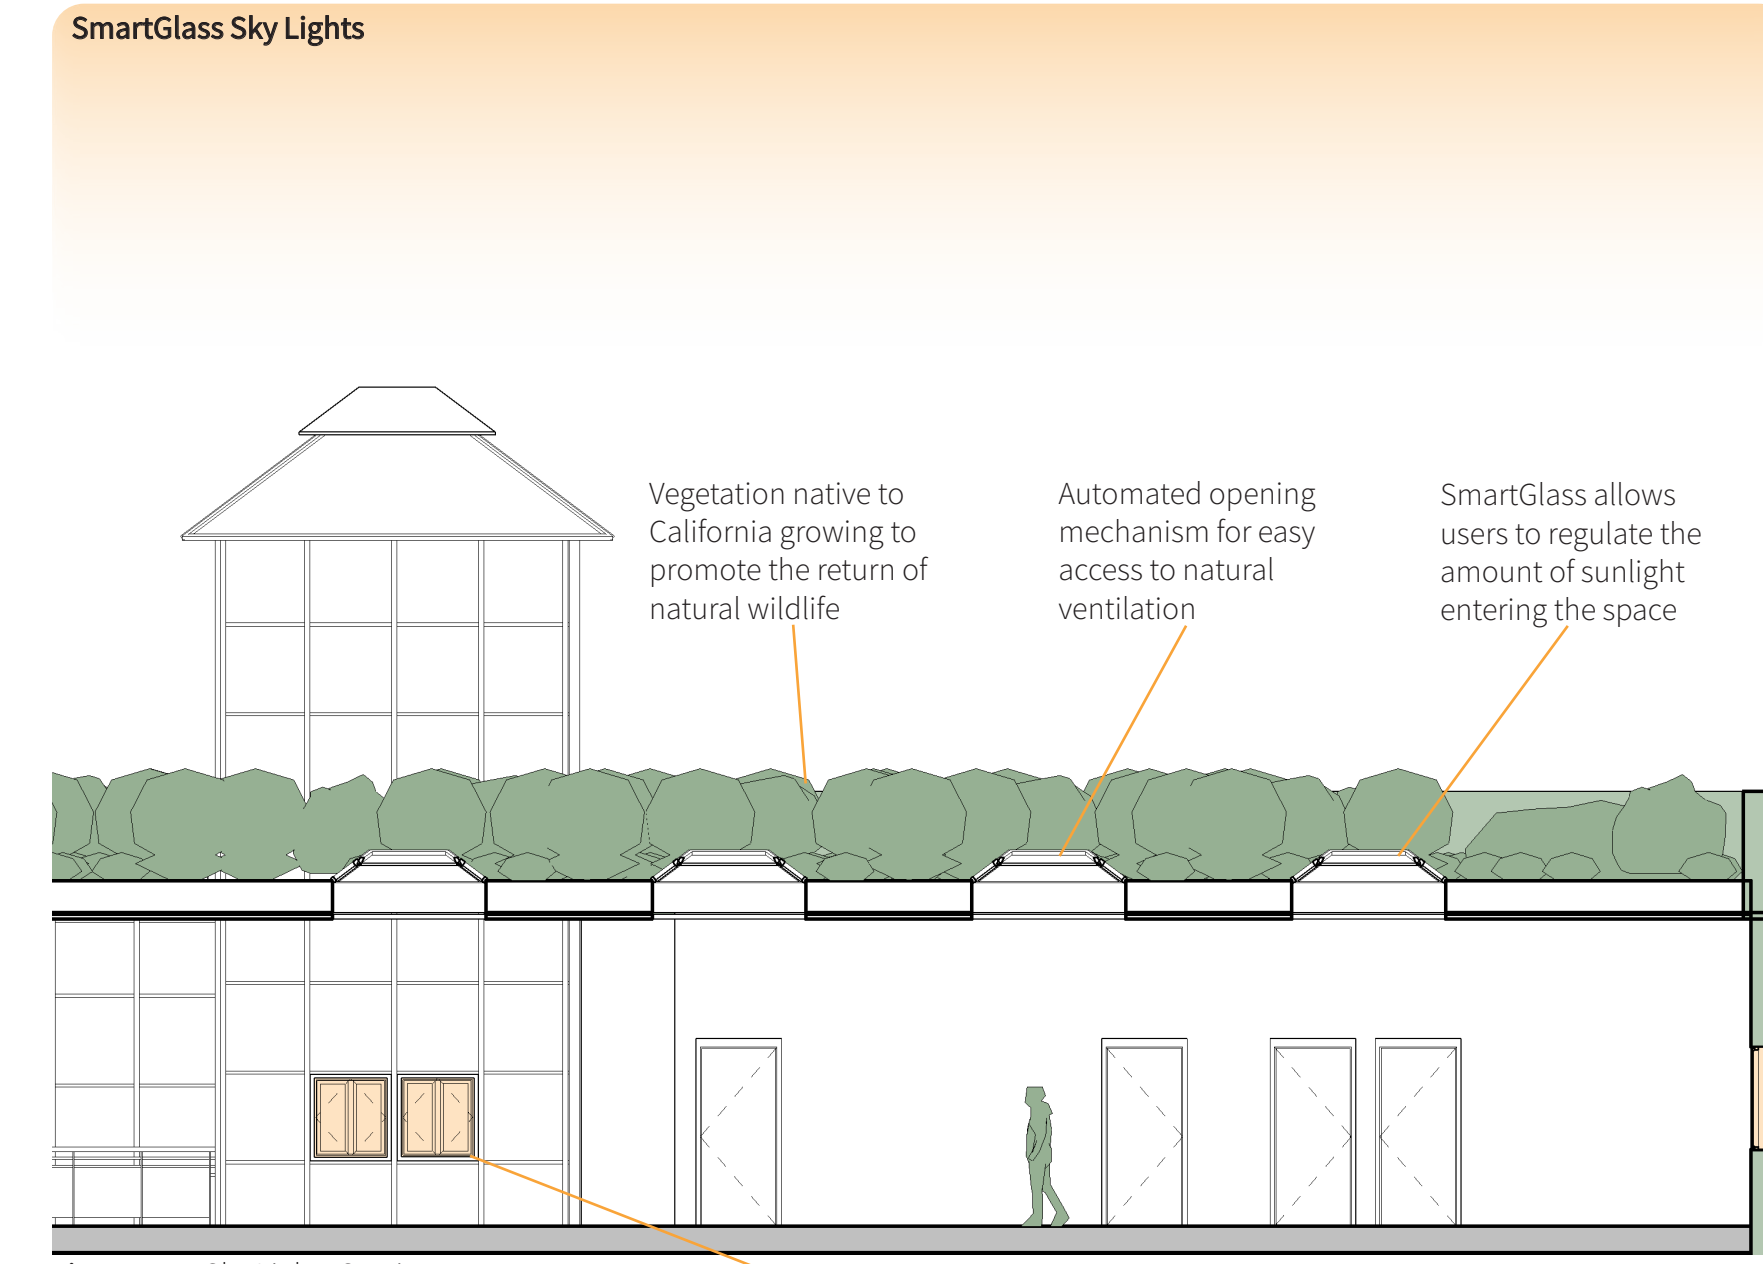 SmartGlass Sky Lights
Vegetation native to
California growing to
promote the return of
natural wildlife
Automated opening
mechanism for easy
access to natural
ventilation
SmartGlass allows
users to regulate the
amount of sunlight
entering the space